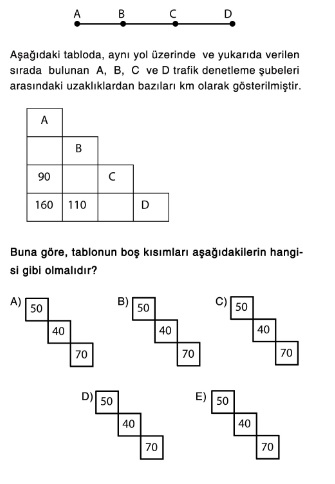 A B C D
Aşağıdaki tabloda, aynı yol üzerinde ve yukarıda verilen
sırada bulunan A, B, C ve D trafik denetleme şubeleri
arasındaki uzaklıklardan bazıları km olarak gösterilmiştir.
A
B
90 C
160 110 D
Buna göre, tablonun boş kısımları aşağıdakilerin hangi-
si gibi olmalıdır?
A) 50 B) 50 C) 50
40 40 40
70 70 70
D) 50 E) 50
40 40
70 70